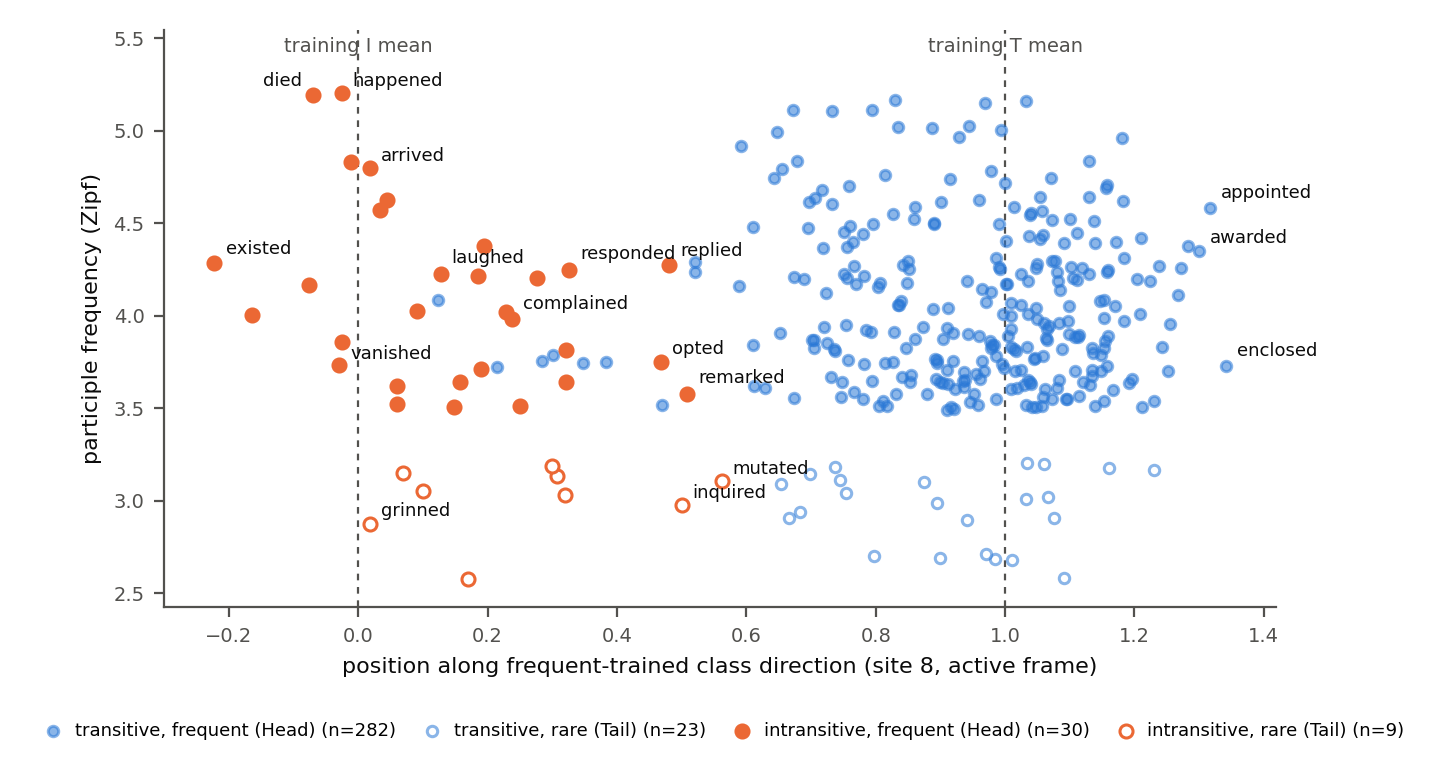 5.5
5.0
4.5
4.0
3.5
3.0
2.5
participle frequency (Zipf)
training I mean
training T mean
died
happened
arrived
appointed
existed
laughed
responded
replied
awarded
complained
vanished
opted
enclosed
remarked
mutated
inquired
grinned
−0.2
0.0
0.2
0.4
0.6
0.8
1.0
1.2
1.4
position along frequent-trained class direction (site 8, active frame)
transitive, frequent (Head) (n=282)
transitive, rare (Tail) (n=23)
intransitive, frequent (Head) (n=30)
intransitive, rare (Tail) (n=9)